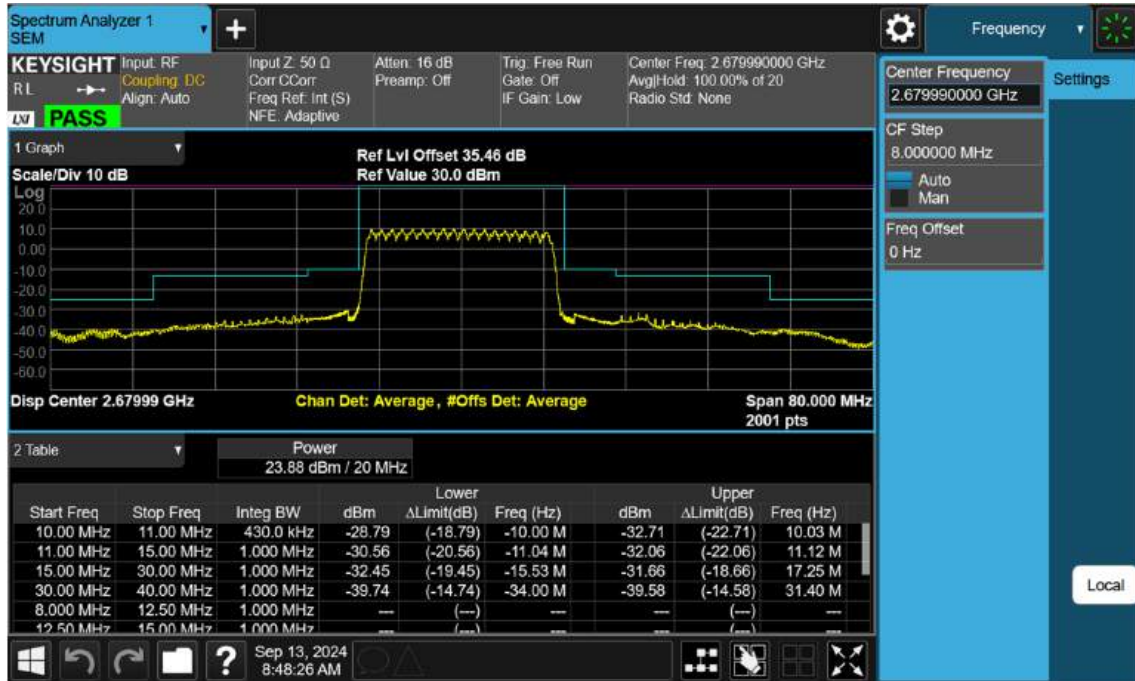 Spectrum Analyzer 1
SEM
+
Frequency
KEYSIGHT
RL
LXI
PASS
Input: RF
Coupling: DC
Align: Auto
Input Z: 50 Ω
Corr CCorr
Freq Ref: Int (S)
NFE: Adaptive
Atten: 16 dB
Preamp: Off
Trig: Free Run
Gate: Off
IF Gain: Low
Center Freq: 2.679990000 GHz
Avg|Hold: 100.00% of 20
Radio Std: None
Center Frequency
2.679990000 GHz
Settings
CF Step
8.000000 MHz
Auto
Man
Freq Offset
0 Hz
1 Graph
Scale/Div 10 dB
Ref Lvl Offset 35.46 dB
Ref Value 30.0 dBm
Log
20.0
10.0
0.00
-10.0
-20.0
-30.0
-40.0
-50.0
-60.0
Disp Center 2.67999 GHz
Chan Det: Average, #Offs Det: Average
Span 80.000 MHz
2001 pts
2 Table
Power
23.88 dBm / 20 MHz
Lower Upper
Start Freq Stop Freq Integ BW dBm ΔLimit(dB) Freq (Hz) dBm ΔLimit(dB) Freq (Hz)
10.00 MHz 11.00 MHz 430.0 kHz -28.79 (-18.79) -10.00 M -32.71 (-22.71) 10.03 M
11.00 MHz 15.00 MHz 1.000 MHz -30.56 (-20.56) -11.04 M -32.06 (-22.06) 11.12 M
15.00 MHz 30.00 MHz 1.000 MHz -32.45 (-19.45) -15.53 M -31.66 (-18.66) 17.25 M
30.00 MHz 40.00 MHz 1.000 MHz -39.74 (-14.74) -34.00 M -39.58 (-14.58) 31.40 M
8.000 MHz 12.50 MHz 1.000 MHz --- (---) --- --- (---) ---
12.50 MHz 15.00 MHz 1.000 MHz --- (---) --- --- (---) ---
Local
?
Sep 13, 2024
8:48:26 AM